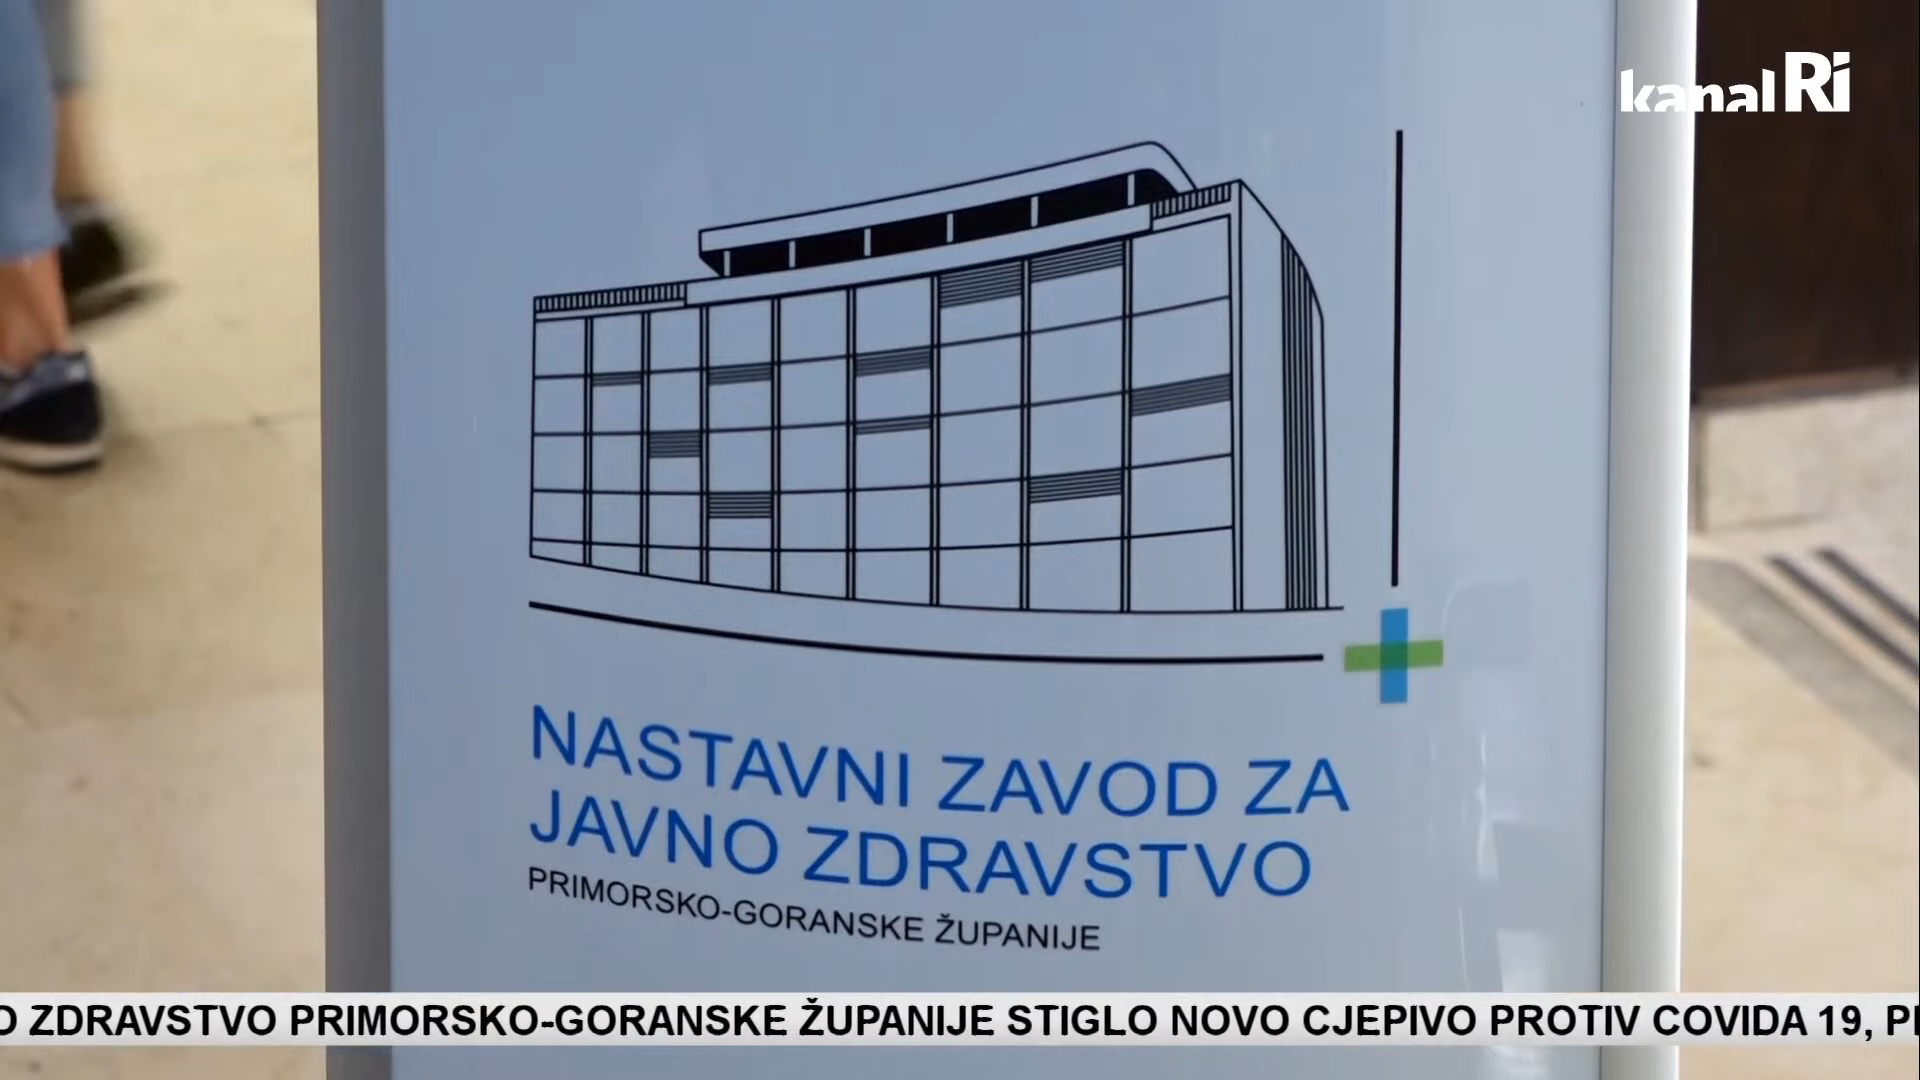 kanal Ri
NASTAVNI ZAVOD ZA
JAVNO ZDRAVSTVO
PRIMORSKO-GORANSKE ŽUPANIJE
O ZDRAVSTVO PRIMORSKO-GORANSKE ŽUPANIJE STIGLO NOVO CJEPIVO PROTIV COVIDA 19,